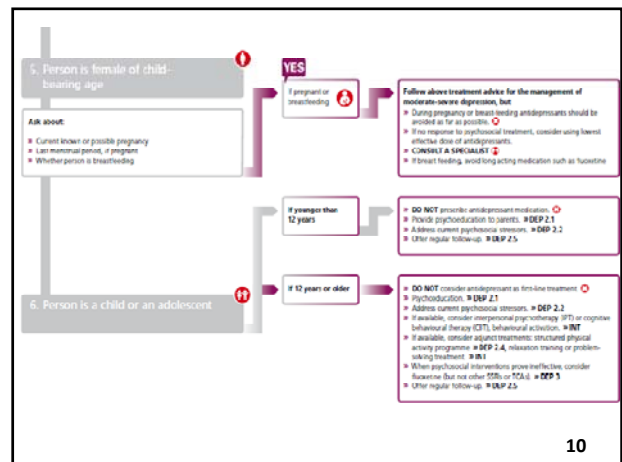 5. Person is female of child-
bearing age
Ask about:
» Current known or possible pregnancy
» Last menstrual period, if pregnant
» Whether person is breastfeeding
YES
If pregnant or
breastfeeding
Follow above treatment advice for the management of
moderate-severe depression, but
» During pregnancy or breast-feeding antidepressants should be
avoided as far as possible.
» If no response to psychosocial treatment, consider using lowest
effective dose of antidepressants.
» CONSULT A SPECIALIST
» If breast feeding, avoid long acting medication such as fluoxetine
If younger than
12 years
» DO NOT prescribe antidepressant medication.
» Provide psychoeducation to parents. » DEP 2.1
» Address current psychosocial stressors. » DEP 2.2
» Offer regular follow-up. » DEP 2.5
6. Person is a child or an adolescent
If 12 years or older
» DO NOT consider antidepressant as first-line treatment.
» Psychoeducation. » DEP 2.1
» Address current psychosocial stressors. » DEP 2.2
» If available, consider interpersonal psychotherapy (IPT) or cognitive
behavioural therapy (CBT), behavioural activation. » INT
» If available, consider adjunct treatments: structured physical
activity programme » DEP 2.4, relaxation training or problem-
solving treatment. » INT
» When psychosocial interventions prove ineffective, consider
fluoxetine (but not other SSRIs or TCAs). » DEP 3
» Offer regular follow-up. » DEP 2.5
10